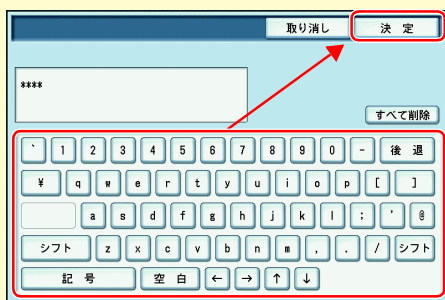 取り消し 決 定
****
すべて削除
` 1 2 3 4 5 6 7 8 9 0 - 後 退
¥ q w e r t y u i o p [ ]
a s d f g h j k l ; ' @
シフト z x c v b n m , . / シフト
記 号 空 白 ← → ↑ ↓